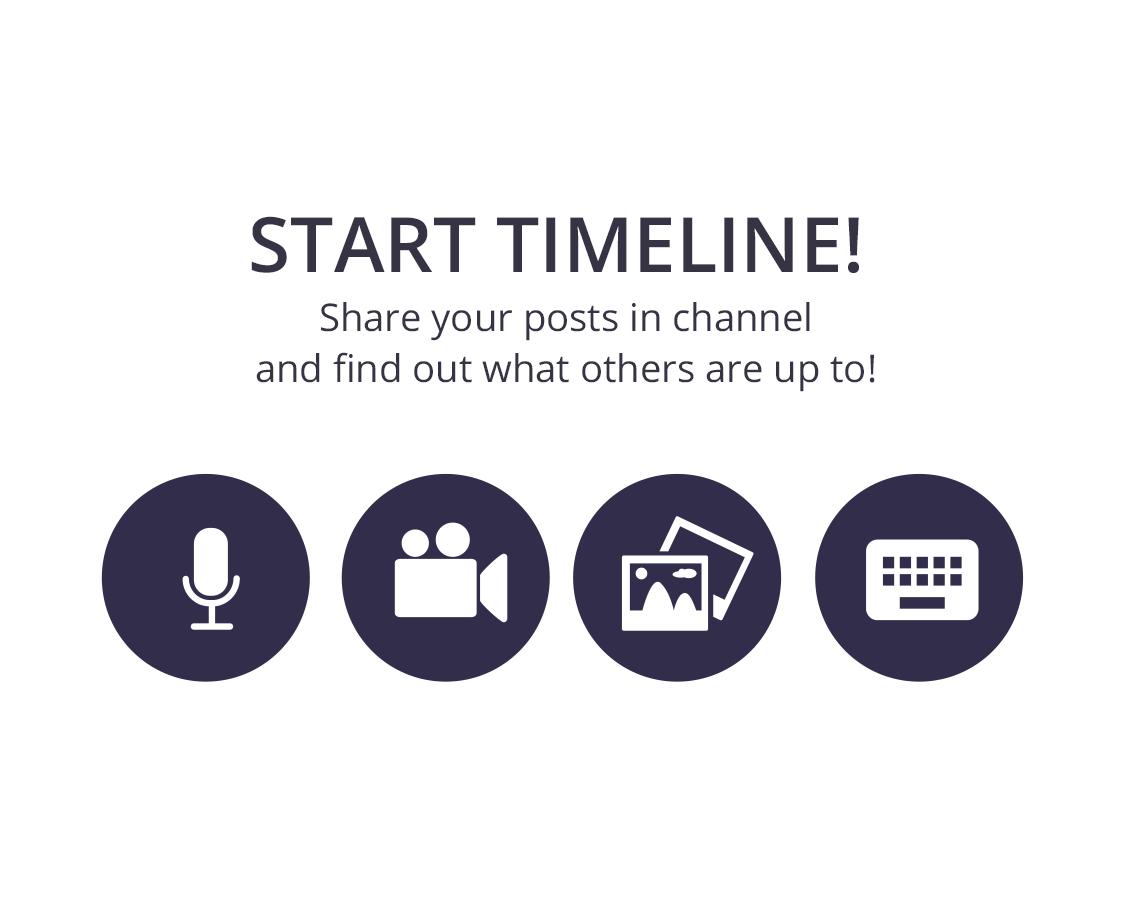 START TIMELINE!
Share your posts in channel
and find out what others are up to!